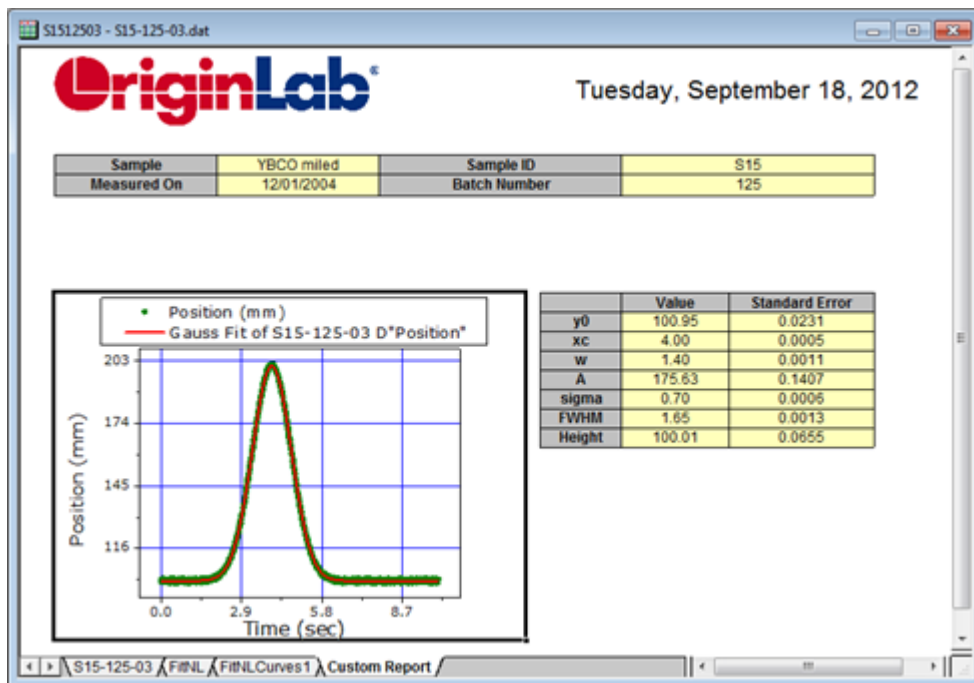 S1512503 - S15-125-03.dat
OriginLab®
Tuesday, September 18, 2012
Sample YBCO miled Sample ID S15
Measured On 12/01/2004 Batch Number 125
Position (mm)
Gauss Fit of S15-125-03 D"Position"
203
174
145
116
Position (mm)
0.0 2.9 5.8 8.7
Time (sec)
Value Standard Error
y0 100.95 0.0231
xc 4.00 0.0005
w 1.40 0.0011
A 175.63 0.1407
sigma 0.70 0.0006
FWHM 1.65 0.0013
Height 100.01 0.0655
S15-125-03 FitNL FitNLCurves1 Custom Report